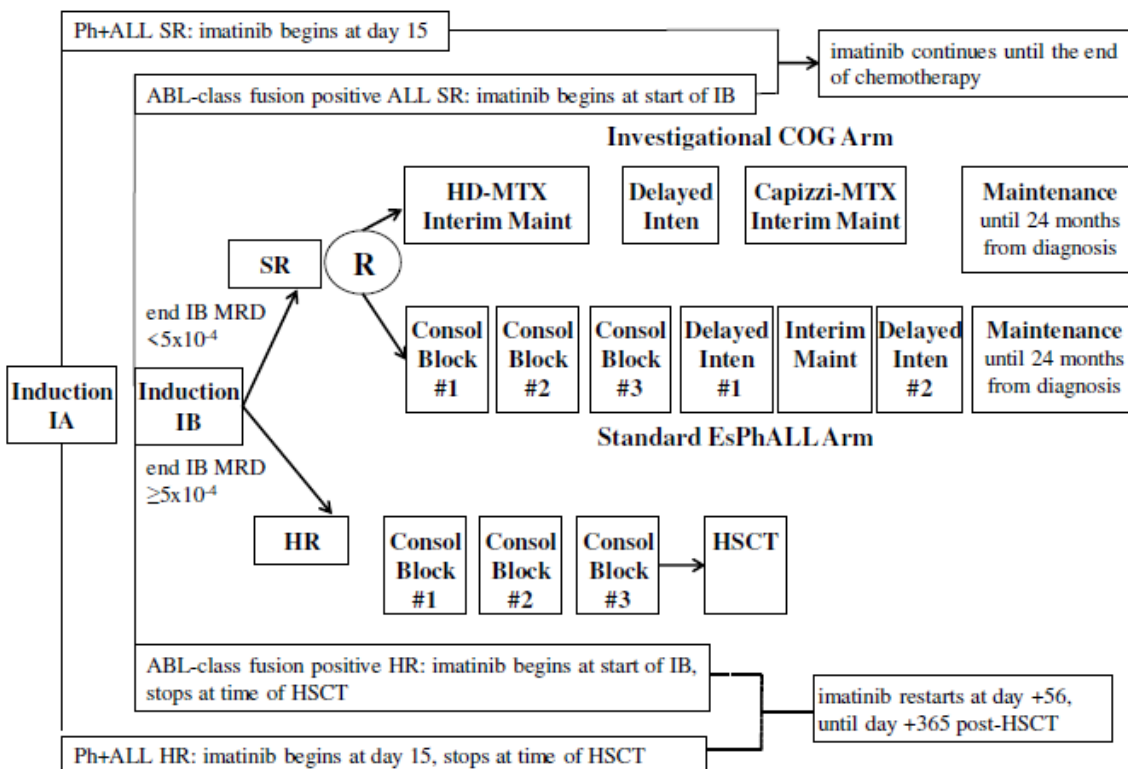 Ph+ALL SR: imatinib begins at day 15
imatinib continues until the end
of chemotherapy
ABL-class fusion positive ALL SR: imatinib begins at start of IB
Investigational COG Arm
HD-MTX
Interim Maint
Delayed
Inten
Capizzi-MTX
Interim Maint
Maintenance
until 24 months
from diagnosis
SR
R
end IB MRD
<5x10⁻⁴
Consol
Block
#1
Consol
Block
#2
Consol
Block
#3
Delayed
Inten
#1
Interim
Maint
Delayed
Inten
#2
Maintenance
until 24 months
from diagnosis
Induction
IA
Induction
IB
Standard EsPhALL Arm
end IB MRD
≥5x10⁻⁴
HR
Consol
Block
#1
Consol
Block
#2
Consol
Block
#3
HSCT
ABL-class fusion positive HR: imatinib begins at start of IB,
stops at time of HSCT
imatinib restarts at day +56,
until day +365 post-HSCT
Ph+ALL HR: imatinib begins at day 15, stops at time of HSCT